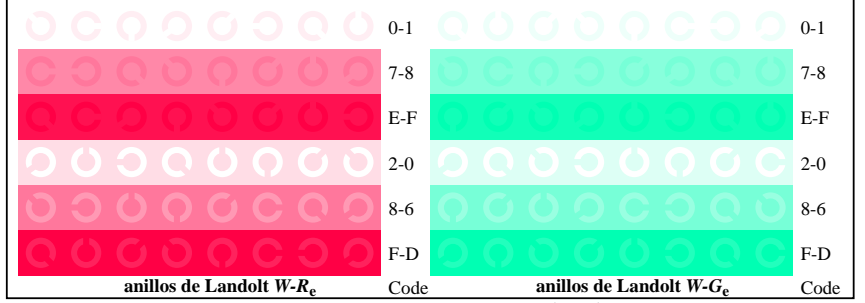 0-1 0-1
7-8 7-8
E-F E-F
2-0 2-0
8-6 8-6
F-D F-D
anillos de Landolt W-Re Code anillos de Landolt W-Ge Code